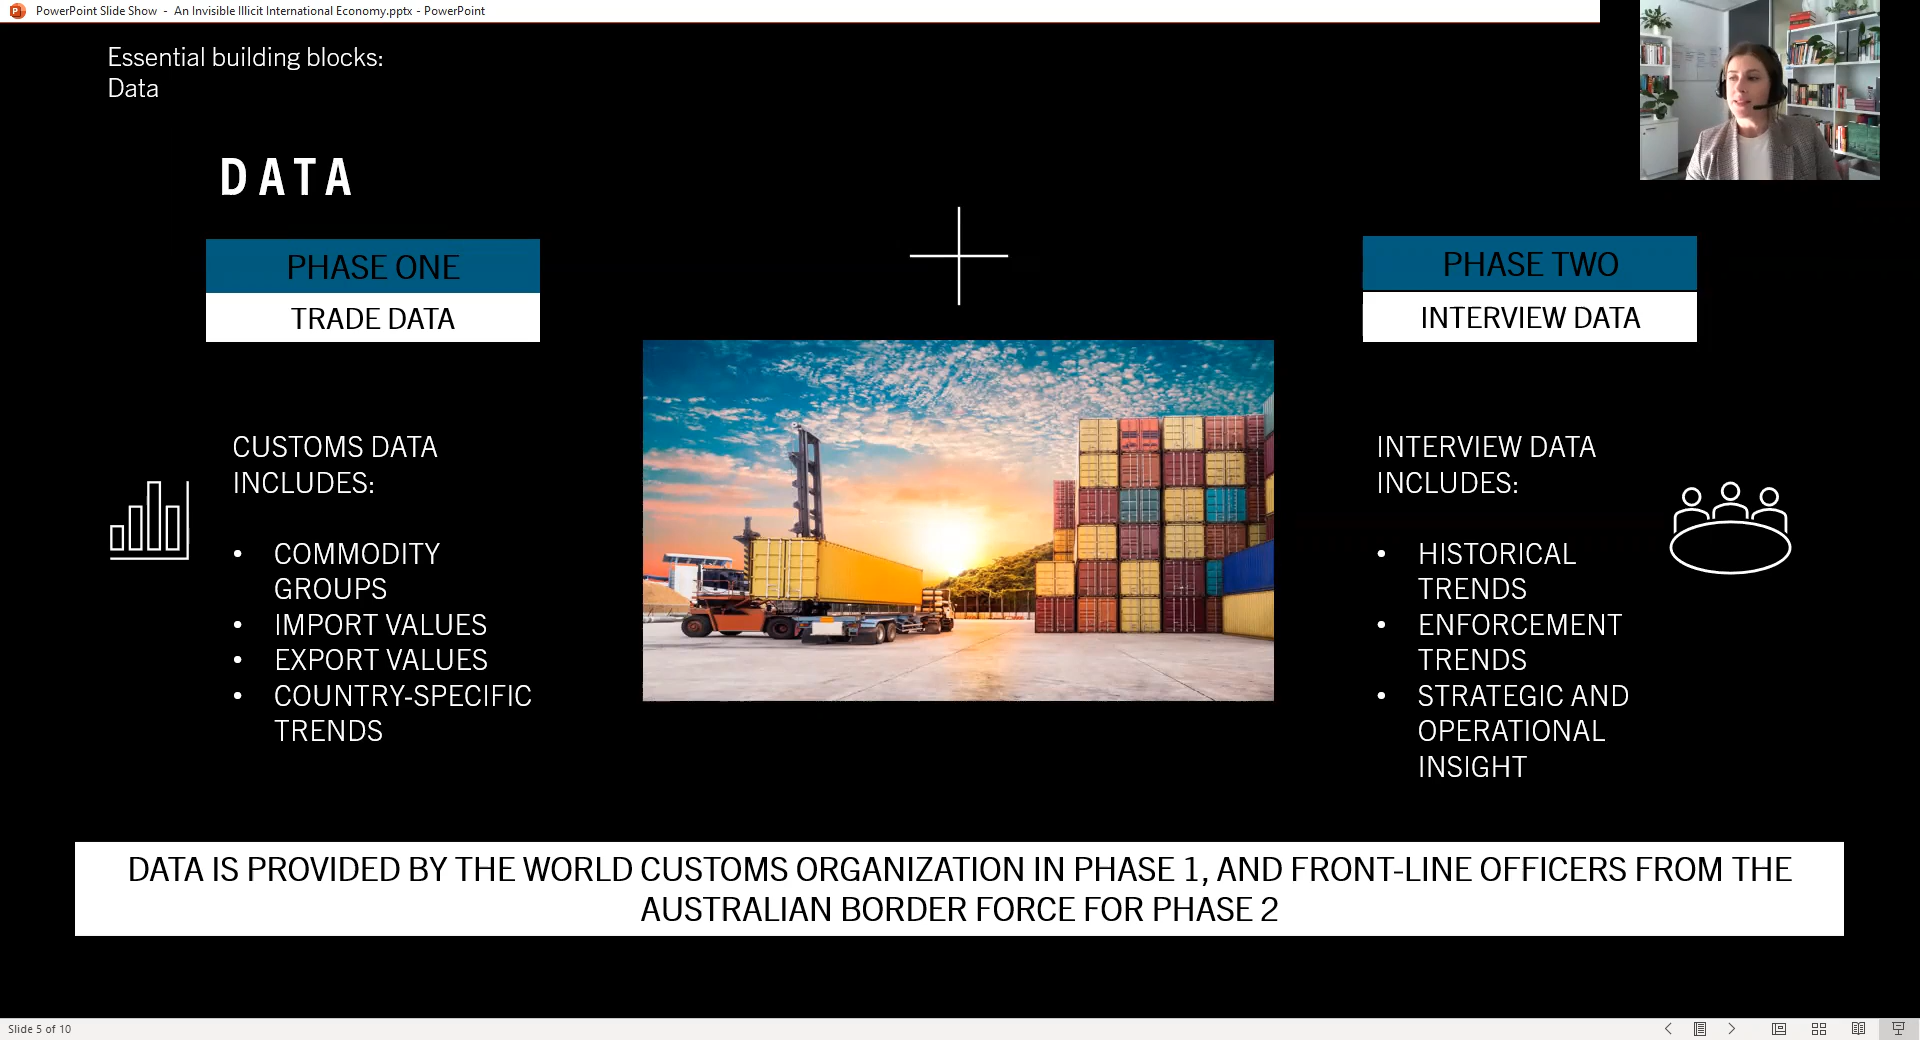 PowerPoint Slide Show - An Invisible Illicit International Economy.pptx - PowerPoint
Essential building blocks:
Data
DATA
PHASE ONE
TRADE DATA
CUSTOMS DATA
INCLUDES:
• COMMODITY
GROUPS
• IMPORT VALUES
• EXPORT VALUES
• COUNTRY-SPECIFIC
TRENDS
PHASE TWO
INTERVIEW DATA
INTERVIEW DATA
INCLUDES:
• HISTORICAL
TRENDS
• ENFORCEMENT
TRENDS
• STRATEGIC AND
OPERATIONAL
INSIGHT
DATA IS PROVIDED BY THE WORLD CUSTOMS ORGANIZATION IN PHASE 1, AND FRONT-LINE OFFICERS FROM THE
AUSTRALIAN BORDER FORCE FOR PHASE 2
Slide 5 of 10